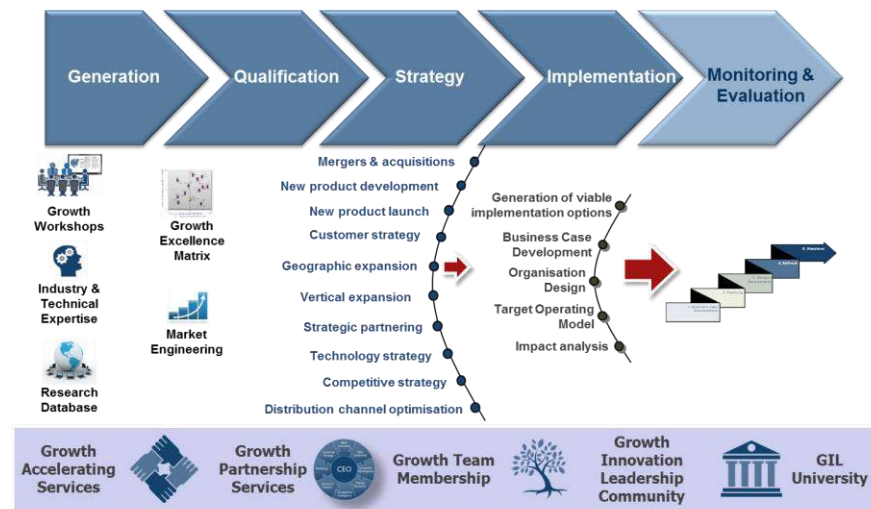 Generation
Qualification
Strategy
Implementation
Monitoring &
Evaluation
Growth
Workshops
Industry &
Technical
Expertise
Research
Database
Growth
Excellence
Matrix
Market
Engineering
Mergers & acquisitions
New product development
New product launch
Customer strategy
Geographic expansion
Vertical expansion
Strategic partnering
Technology strategy
Competitive strategy
Distribution channel optimisation
Generation of viable
implementation options
Business Case
Development
Organisation
Design
Target Operating
Model
Impact analysis
Growth
Accelerating
Services
Growth
Partnership
Services
CEO
Growth Team
Membership
Growth
Innovation
Leadership
Community
GIL
University